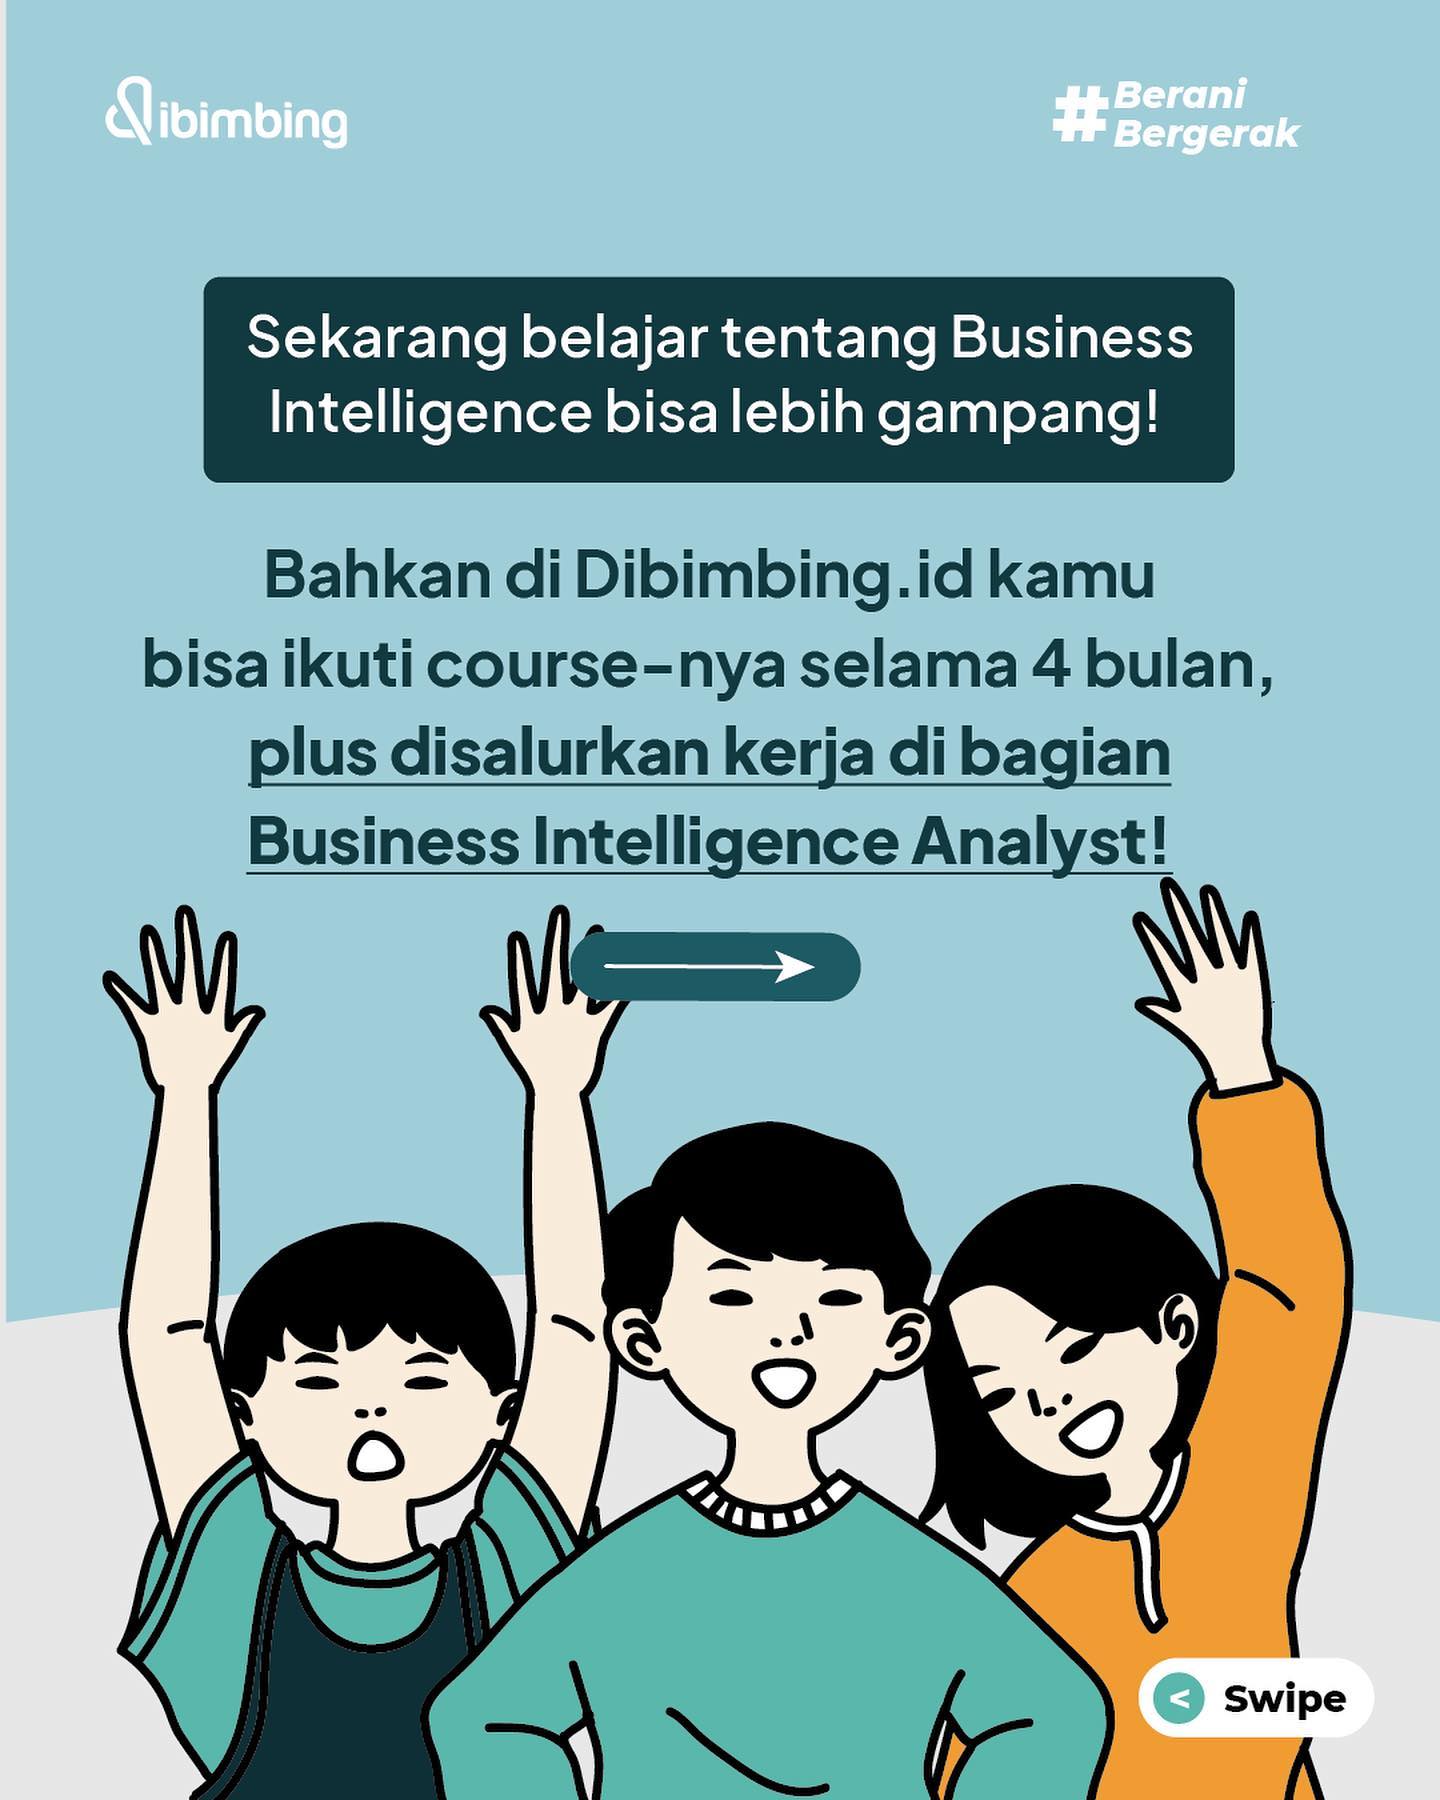 Dibimbing
#Berani
Bergerak
Sekarang belajar tentang Business
Intelligence bisa lebih gampang!
Bahkan di Dibimbing.id kamu
bisa ikuti course-nya selama 4 bulan,
plus disalurkan kerja di bagian
Business Intelligence Analyst!
< Swipe